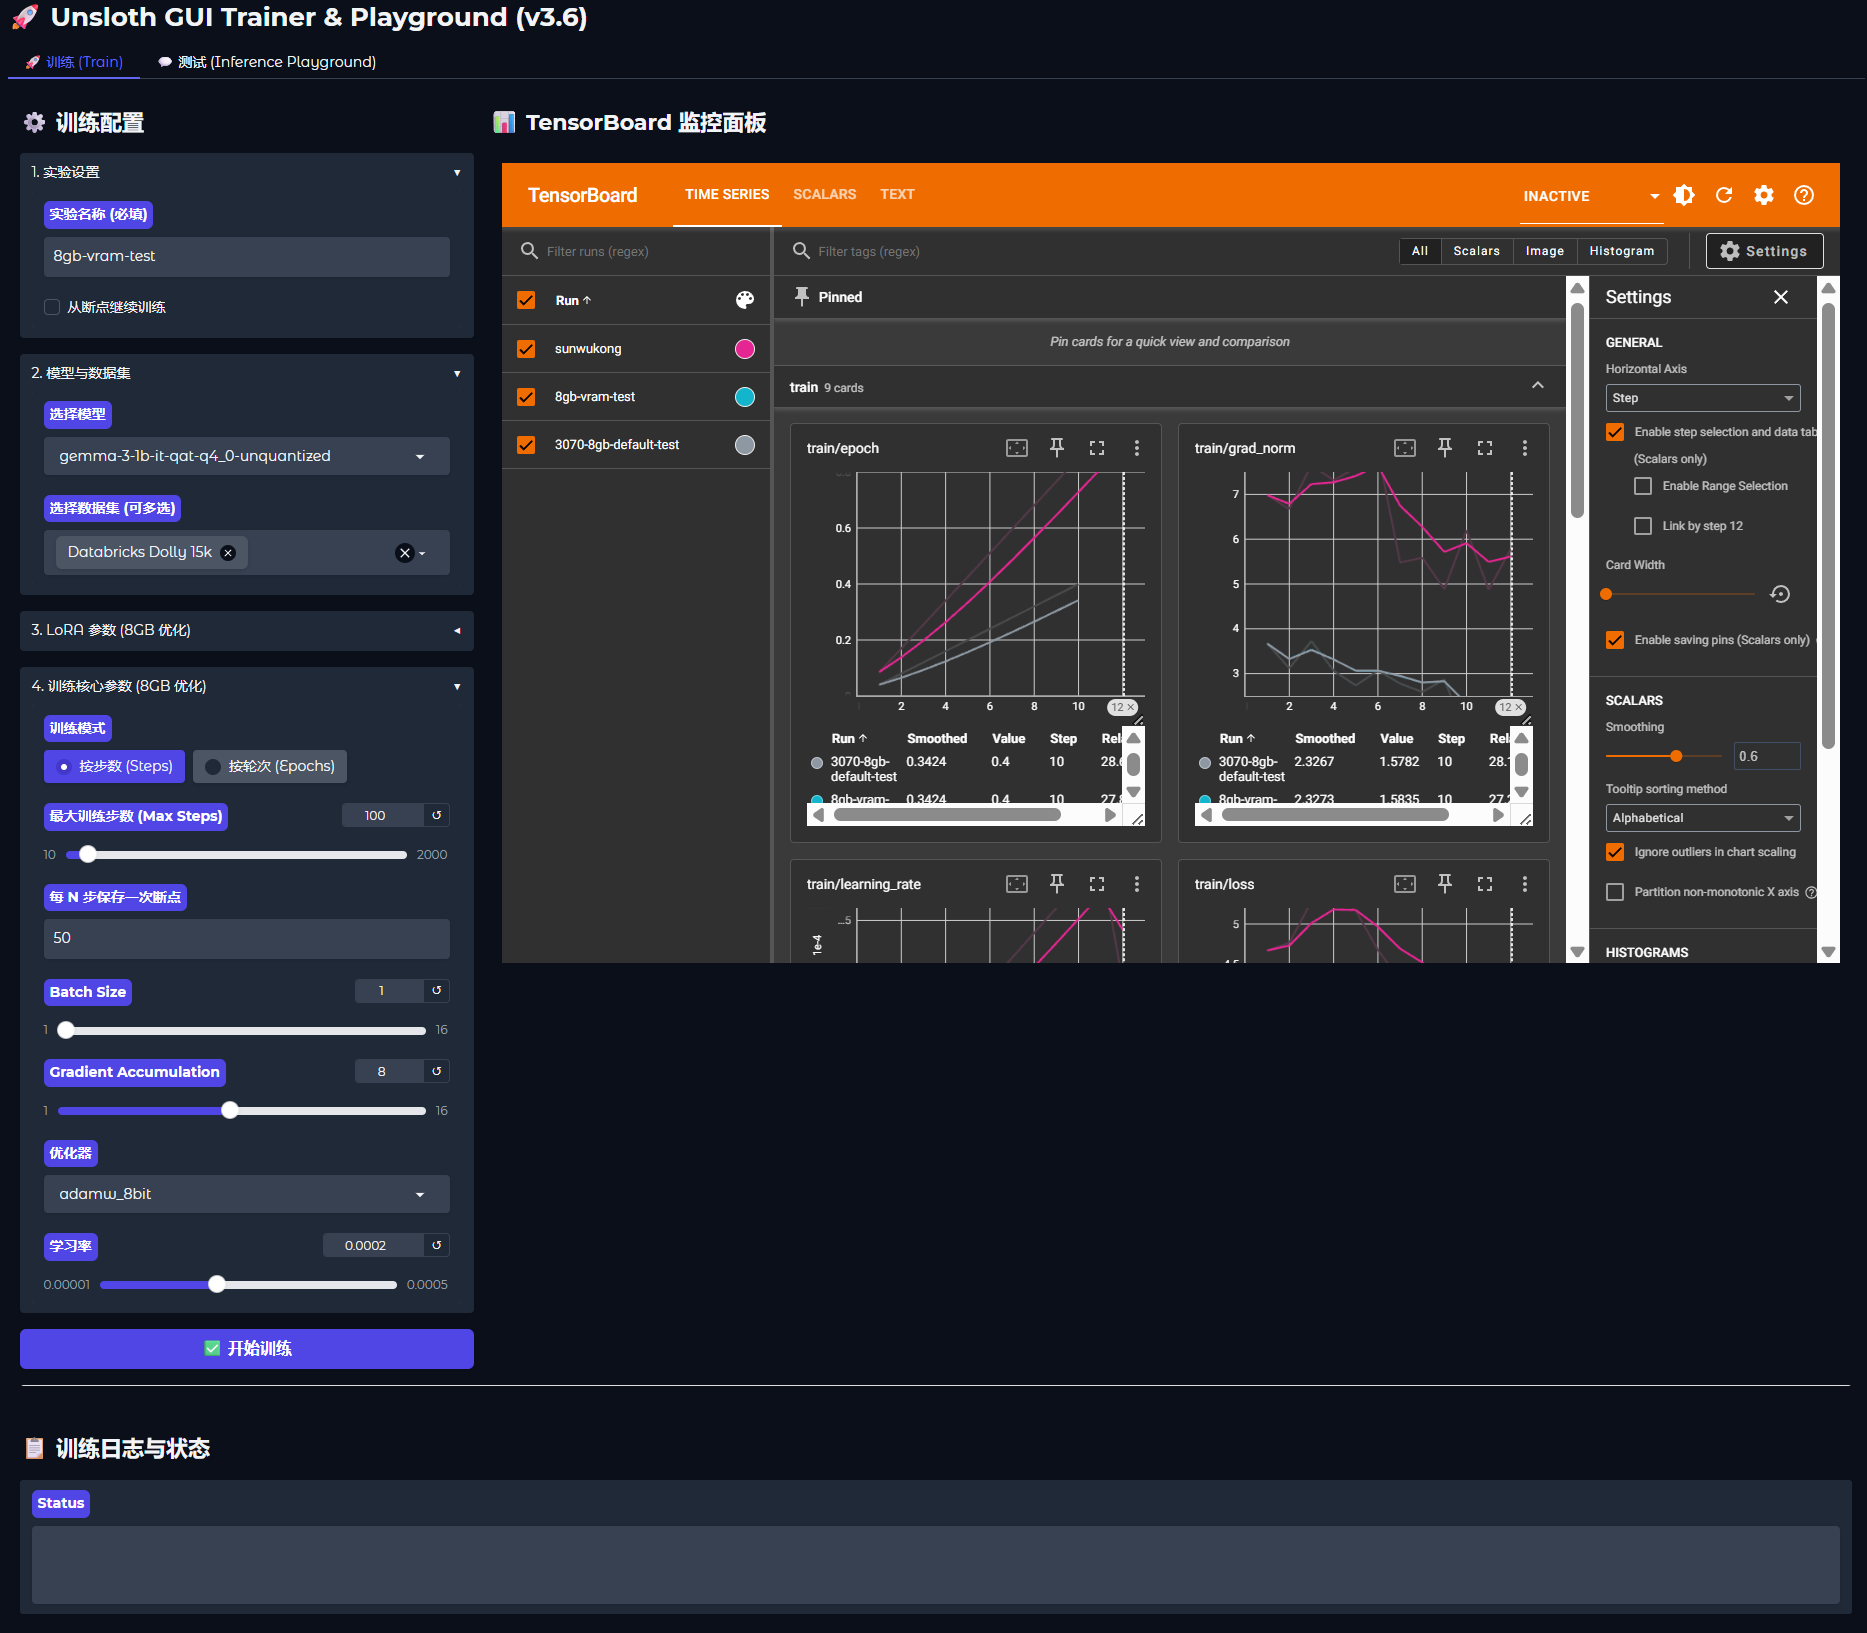 🚀 Unsloth GUI Trainer & Playground (v3.6)
🚀 训练 (Train)
💬 测试 (Inference Playground)
⚙️ 训练配置
1. 实验设置
实验名称 (必填)
8gb-vram-test
从断点继续训练
2. 模型与数据集
选择模型
gemma-3-1b-it-qat-q4_0-unquantized
选择数据集 (可多选)
Databricks Dolly 15k
3. LoRA 参数 (8GB 优化)
4. 训练核心参数 (8GB 优化)
训练模式
按步数 (Steps)
按轮次 (Epochs)
最大训练步数 (Max Steps)
100
10
2000
每 N 步保存一次断点
50
Batch Size
1
1
16
Gradient Accumulation
8
1
16
优化器
adamw_8bit
学习率
0.0002
0.00001
0.0005
✅ 开始训练
📊 TensorBoard 监控面板
TensorBoard
TIME SERIES
SCALARS
TEXT
INACTIVE
Filter runs (regex)
Run ↑
sunwukong
8gb-vram-test
3070-8gb-default-test
Filter tags (regex)
All
Scalars
Image
Histogram
Settings
Pinned
Pin cards for a quick view and comparison
train 9 cards
train/epoch
0.6
0.4
0.2
2 4 6 8 10 12 ×
Run ↑ Smoothed Value Step Rel
3070-8gb-default-test 0.3424 0.4 10 28.
8gb-vram- 0.3424 0.4 10 27.
train/grad_norm
7
6
5
4
3
2 4 6 8 10 12 ×
Run ↑ Smoothed Value Step Rel
3070-8gb-default-test 2.3267 1.5782 10 28.
8gb-vram- 2.3273 1.5835 10 27.
train/learning_rate
...5
1e-4
train/loss
5
4.5
Settings
GENERAL
Horizontal Axis
Step
Enable step selection and data tab
(Scalars only)
Enable Range Selection
Link by step 12
Card Width
Enable saving pins (Scalars only)
SCALARS
Smoothing
0.6
Tooltip sorting method
Alphabetical
Ignore outliers in chart scaling
Partition non-monotonic X axis
HISTOGRAMS
📋 训练日志与状态
Status